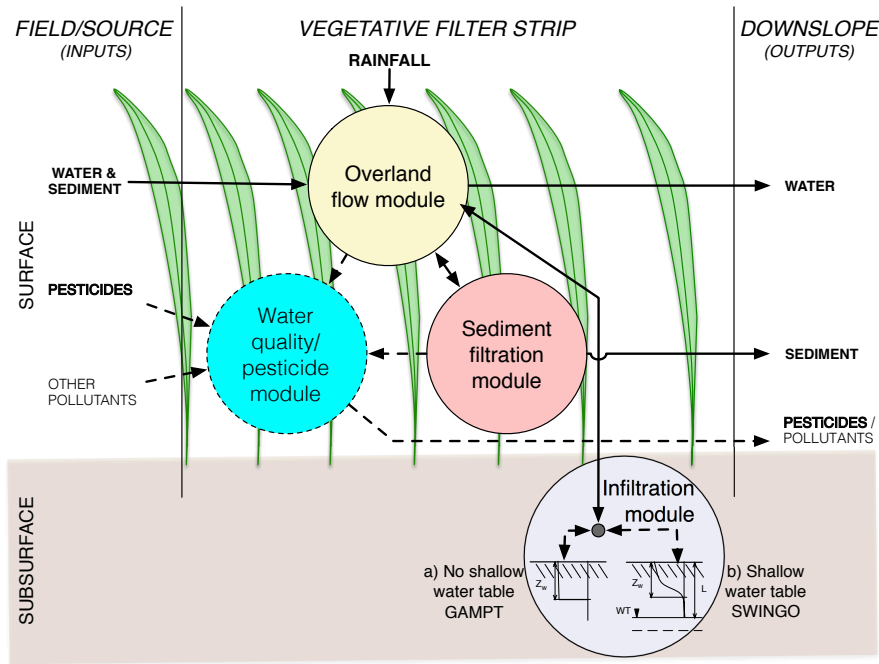 FIELD/SOURCE
(INPUTS)
VEGETATIVE FILTER STRIP
DOWNSLOPE
(OUTPUTS)
RAINFALL
WATER &
SEDIMENT
Overland
flow module
WATER
SURFACE
PESTICIDES
Water
quality/
pesticide
module
Sediment
filtration
module
SEDIMENT
OTHER
POLLUTANTS
PESTICIDES /
POLLUTANTS
SUBSURFACE
Infiltration
module
a) No shallow
water table
GAMPT
Zw
Zw
L
WT
b) Shallow
water table
SWINGO